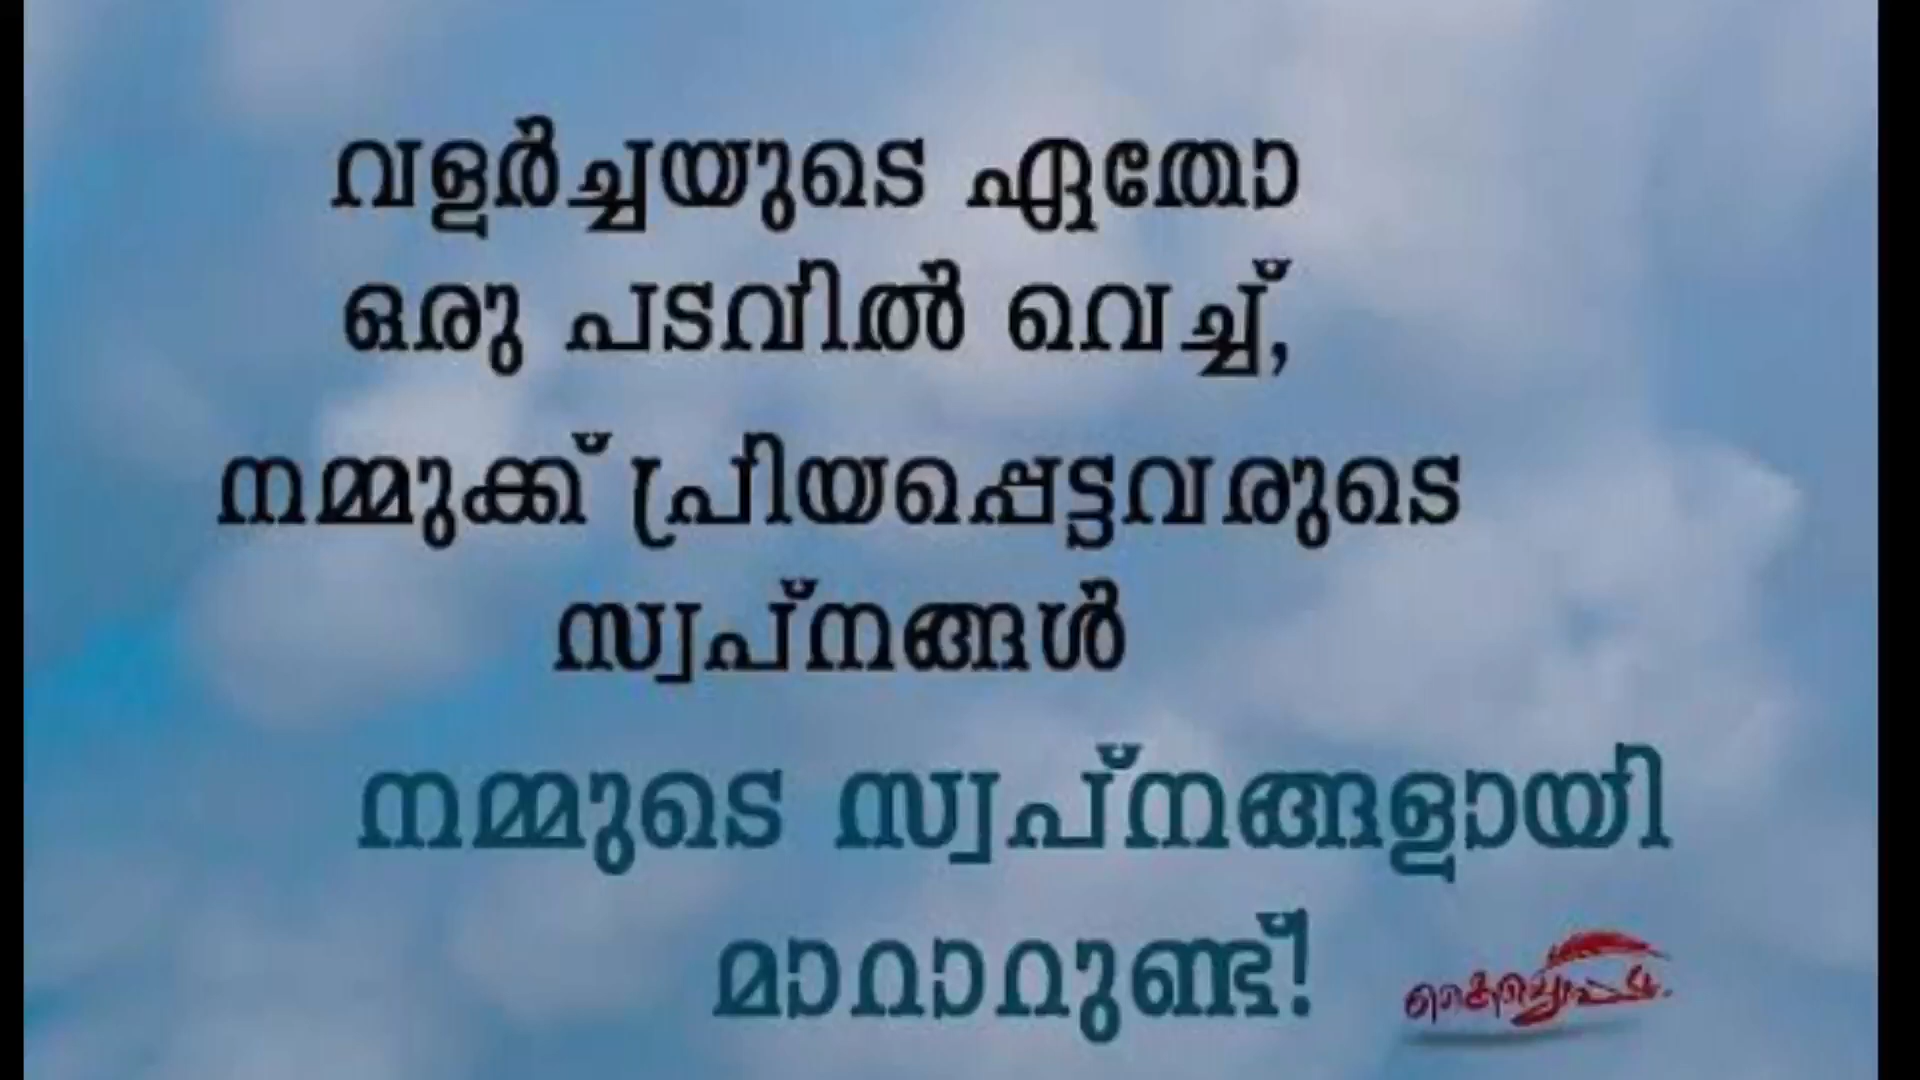 വളർച്ചയുടെ ഏതോ
ഒരു പടവിൽ വെച്ച്,
നമ്മുക്ക് പ്രിയപ്പെട്ടവരുടെ
സ്വപ്നങ്ങൾ
നമ്മുടെ സ്വപ്നങ്ങളായി
മാറാറുണ്ട്!